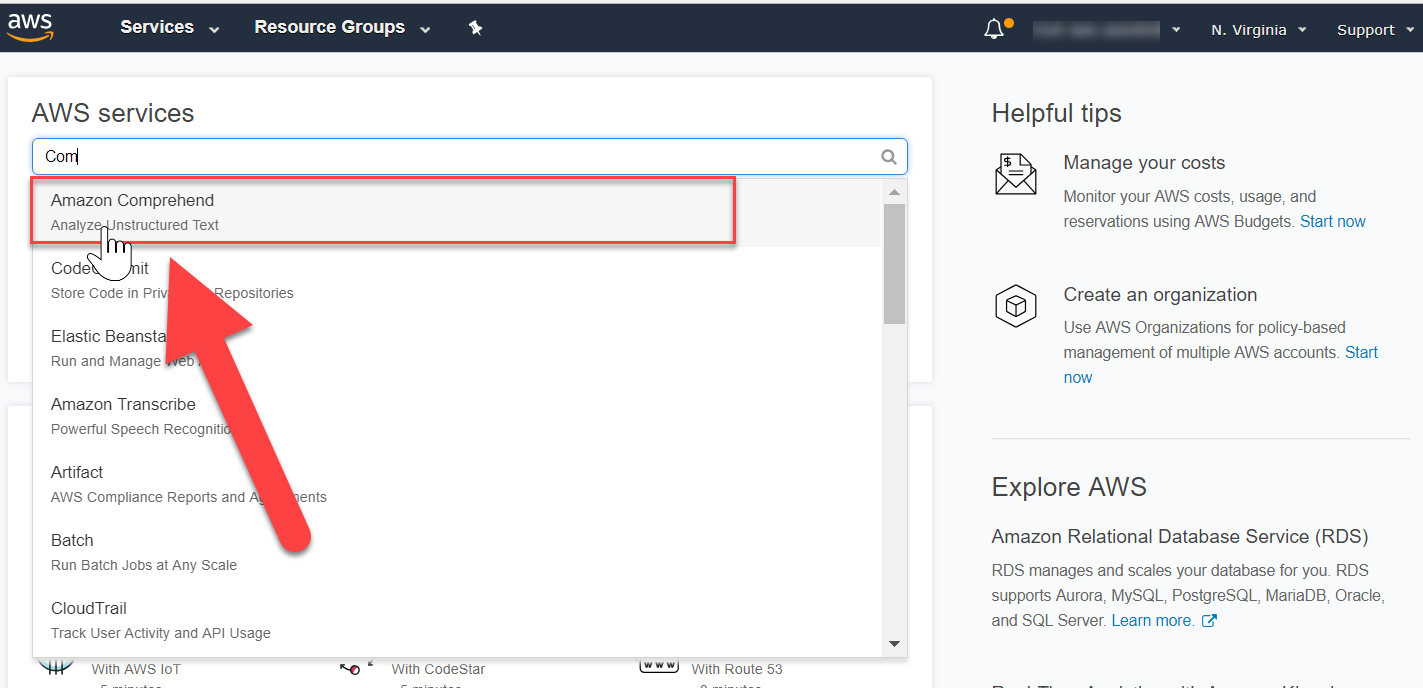 aws
Services
Resource Groups
N. Virginia
Support
AWS services
Com
Amazon Comprehend
Analyze Unstructured Text
Code mit
Store Code in Priv Repositories
Elastic Beansta
Run and Manage Web
Amazon Transcribe
Powerful Speech Recognitio
Artifact
AWS Compliance Reports and Ag ments
Batch
Run Batch Jobs at Any Scale
CloudTrail
Track User Activity and API Usage
With AWS IoT
With CodeStar
www
With Route 53
Helpful tips
Manage your costs
Monitor your AWS costs, usage, and
reservations using AWS Budgets. Start now
Create an organization
Use AWS Organizations for policy-based
management of multiple AWS accounts. Start
now
Explore AWS
Amazon Relational Database Service (RDS)
RDS manages and scales your database for you. RDS
supports Aurora, MySQL, PostgreSQL, MariaDB, Oracle,
and SQL Server. Learn more.